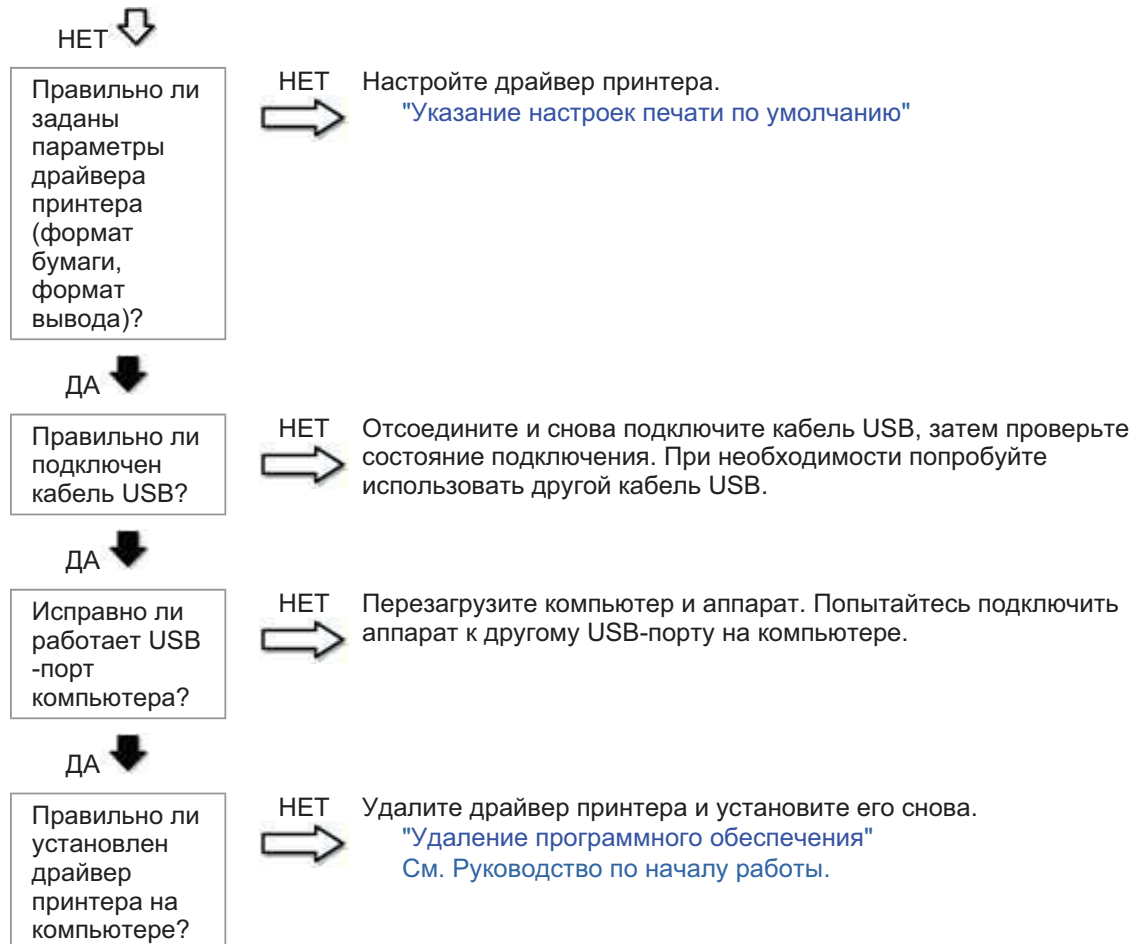 НЕТ
Правильно ли
заданы
параметры
драйвера
принтера
(формат
бумаги,
формат
вывода)?
НЕТ
Настройте драйвер принтера.
"Указание настроек печати по умолчанию"
ДА
Правильно ли
подключен
кабель USB?
НЕТ
Отсоедините и снова подключите кабель USB, затем проверьте
состояние подключения. При необходимости попробуйте
использовать другой кабель USB.
ДА
Исправно ли
работает USB
-порт
компьютера?
НЕТ
Перезагрузите компьютер и аппарат. Попытайтесь подключить
аппарат к другому USB-порту на компьютере.
ДА
Правильно ли
установлен
драйвер
принтера на
компьютере?
НЕТ
Удалите драйвер принтера и установите его снова.
"Удаление программного обеспечения"
См. Руководство по началу работы.